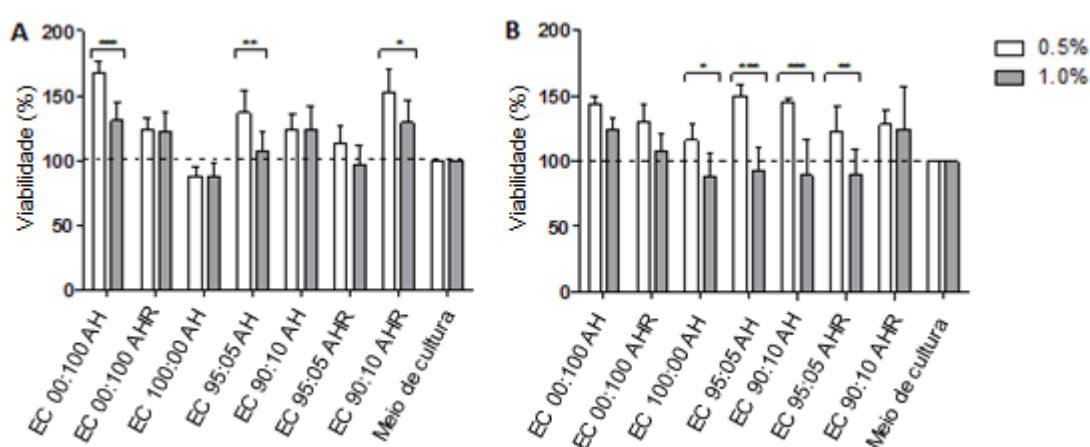 A
B
200
150
100
50
0
Viabilidade (%)
***
**
*
EC 00:100 AH
EC 00:100 AHR
EC 100:00 AH
EC 95:05 AH
EC 90:10 AH
EC 95:05 AHR
EC 90:10 AHR
Meio de cultura
200
150
100
50
0
Viabilidade (%)
*
***
***
**
EC 00:100 AH
EC 00:100 AHR
EC 100:00 AH
EC 95:05 AH
EC 90:10 AH
EC 95:05 AHR
EC 90:10 AHR
Meio de cultura
0.5%
1.0%